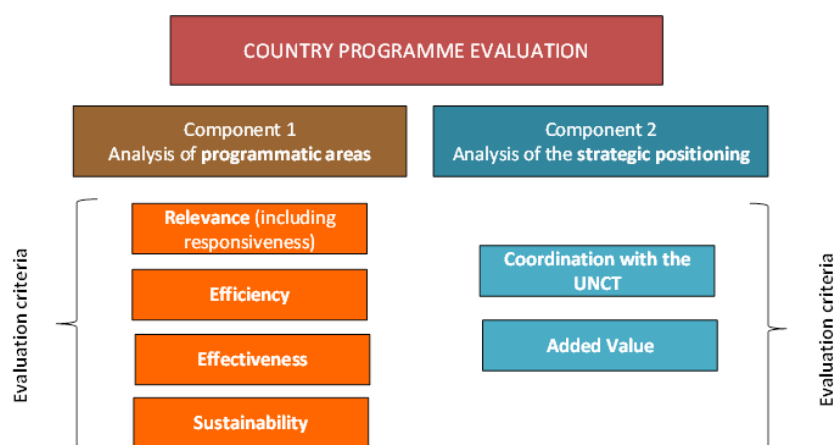 COUNTRY PROGRAMME EVALUATION
Component 1
Analysis of programmatic areas
Component 2
Analysis of the strategic positioning
Evaluation criteria
Relevance (including
responsiveness)
Efficiency
Effectiveness
Sustainability
Coordination with the
UNCT
Added Value
Evaluation criteria